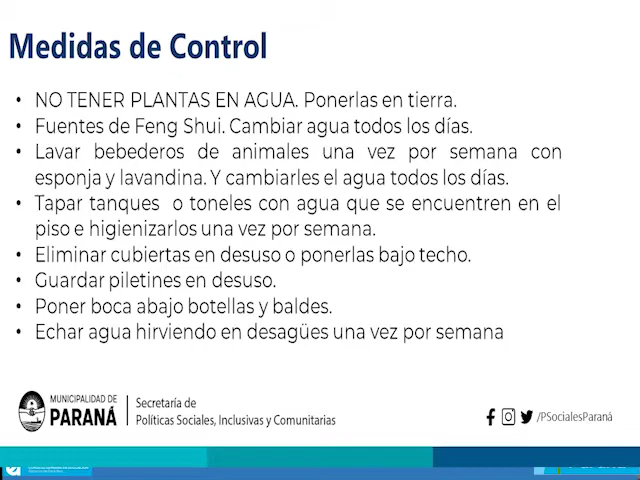 Medidas de Control
• NO TENER PLANTAS EN AGUA. Ponerlas en tierra.
• Fuentes de Feng Shui. Cambiar agua todos los días.
• Lavar bebederos de animales una vez por semana con
esponja y lavandina. Y cambiarles el agua todos los días.
• Tapar tanques o toneles con agua que se encuentren en el
piso e higienizarlos una vez por semana.
• Eliminar cubiertas en desuso o ponerlas bajo techo.
• Guardar piletines en desuso.
• Poner boca abajo botellas y baldes.
• Echar agua hirviendo en desagües una vez por semana
MUNICIPALIDAD DE
PARANÁ
Secretaría de
Políticas Sociales, Inclusivas y Comunitarias
/PSocialesParaná